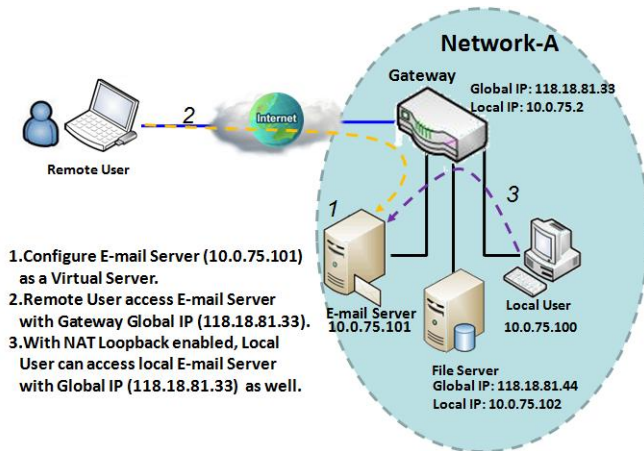 Network-A
Gateway
Global IP: 118.18.81.33
Local IP: 10.0.75.2
2
Internet
Remote User
1
3
E-mail Server
10.0.75.101
Local User
10.0.75.100
File Server
Global IP: 118.18.81.44
Local IP: 10.0.75.102
1.Configure E-mail Server (10.0.75.101)
as a Virtual Server.
2.Remote User access E-mail Server
with Gateway Global IP (118.18.81.33).
3.With NAT Loopback enabled, Local
User can access local E-mail Server
with Global IP (118.18.81.33) as well.